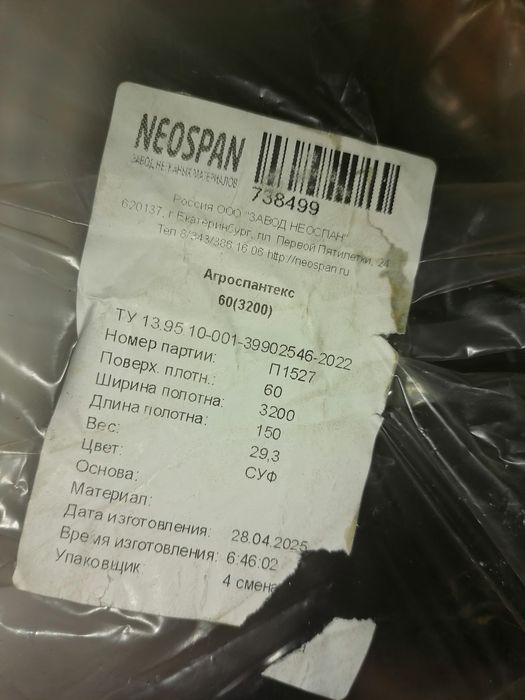 NEOSPAN
ЗАВОД НЕТКАНЫХ МАТЕРИАЛОВ
738499
Россия ООО "ЗАВОД НЕОСПАН"
620137, г.Екатеринбург, пл. Первой Пятилетки, 24
Тел 8/343/386 16 06 http://neospan.ru
Агроспантекс
60(3200)
ТУ 13.95.10-001-39902546-2022
Номер партии: П1527
Поверх. плотн.: 60
Ширина полотна: 3200
Длина полотна: 150
Вес: 29,3
Цвет: СУФ
Основа:
Материал:
Дата изготовления: 28.04.2025
Время изготовления: 6:46:02
Упаковщик: 4 смена